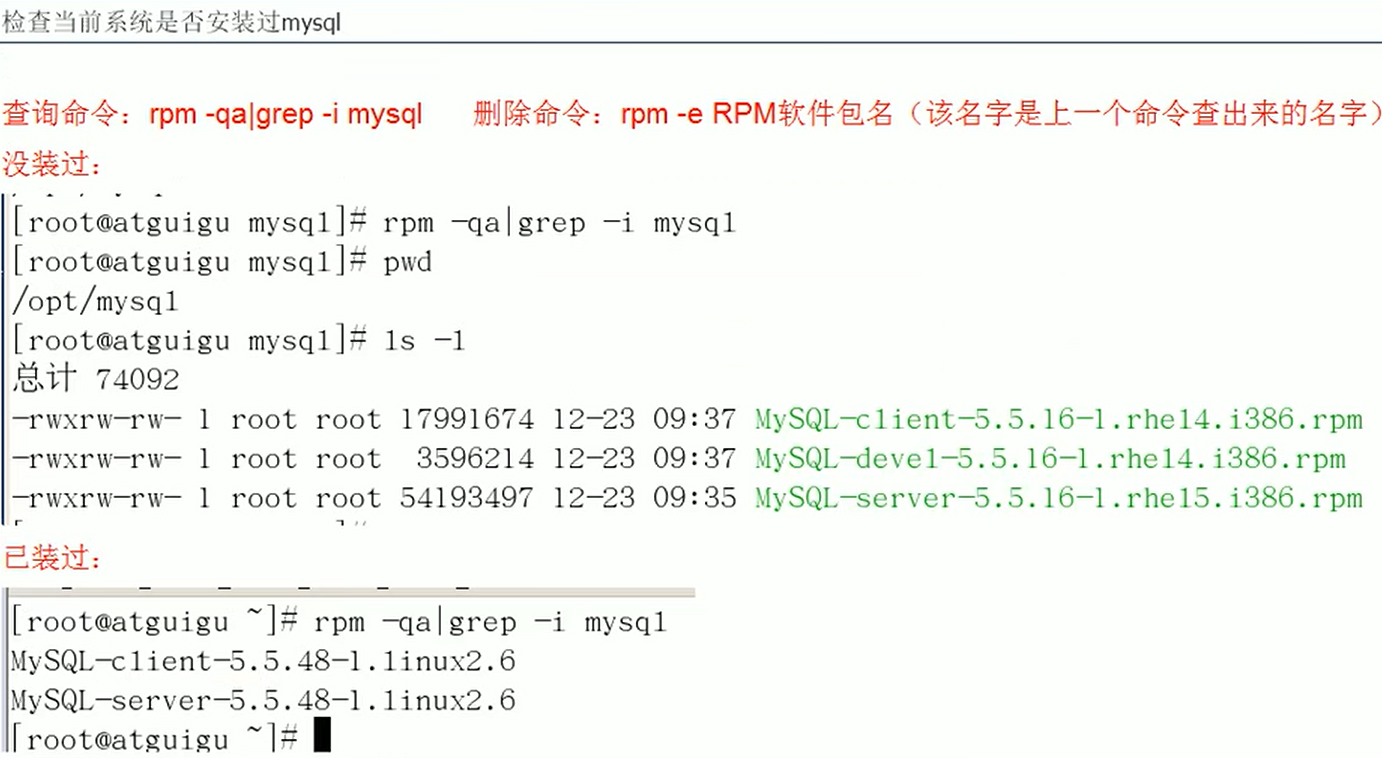 检查当前系统是否安装过mysql
查询命令：rpm -qa|grep -i mysql 删除命令：rpm -e RPM软件包名（该名字是上一个命令查出来的名字）
没装过：
[root@atguigu mysql]# rpm -qa|grep -i mysql
[root@atguigu mysql]# pwd
/opt/mysql
[root@atguigu mysql]# ls -l
总计 74092
-rwxrw-rw- 1 root root 17991674 12-23 09:37 MySQL-client-5.5.16-1.rhel4.i386.rpm
-rwxrw-rw- 1 root root 3596214 12-23 09:37 MySQL-devel-5.5.16-1.rhel4.i386.rpm
-rwxrw-rw- 1 root root 54193497 12-23 09:35 MySQL-server-5.5.16-1.rhel5.i386.rpm
已装过：
[root@atguigu ~]# rpm -qa|grep -i mysql
MySQL-client-5.5.48-1.linux2.6
MySQL-server-5.5.48-1.linux2.6
[root@atguigu ~]#